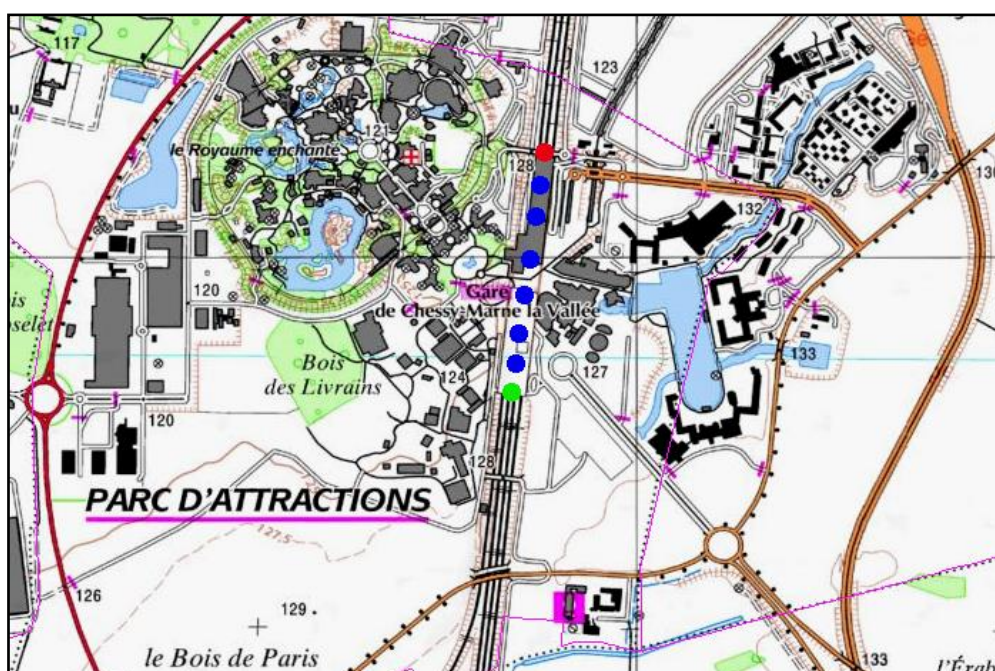 117
123
121
le Royaume enchanté
128
130
132
120
Gare
de Chessy-Marne la Vallée
Bois
des Livrains
124
127
133
120
128
PARC D'ATTRACTIONS
127,5
126
129
le Bois de Paris
133